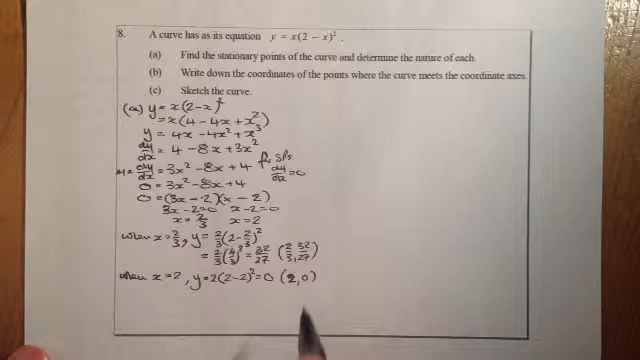 8. A curve has as its equation y = x(2 − x)².
(a) Find the stationary points of the curve and determine the nature of each.
(b) Write down the coordinates of the points where the curve meets the coordinate axes.
(c) Sketch the curve.
(a) y = x(2−x)²
= x(4 − 4x + x²)
y = 4x − 4x² + x³
dy/dx = 4 − 8x + 3x²
dy/dx = 3x² − 8x + 4 for SPs dy/dx = 0
0 = 3x² − 8x + 4
0 = (3x − 2)(x − 2)
3x − 2 = 0 x − 2 = 0
x = 2/3 x = 2
when x = 2/3, y = 2/3(2 − 2/3)²
= 2/3(4/3)² = 32/27 (2/3, 32/27)
when x = 2, y = 2(2−2)² = 0 (2,0)